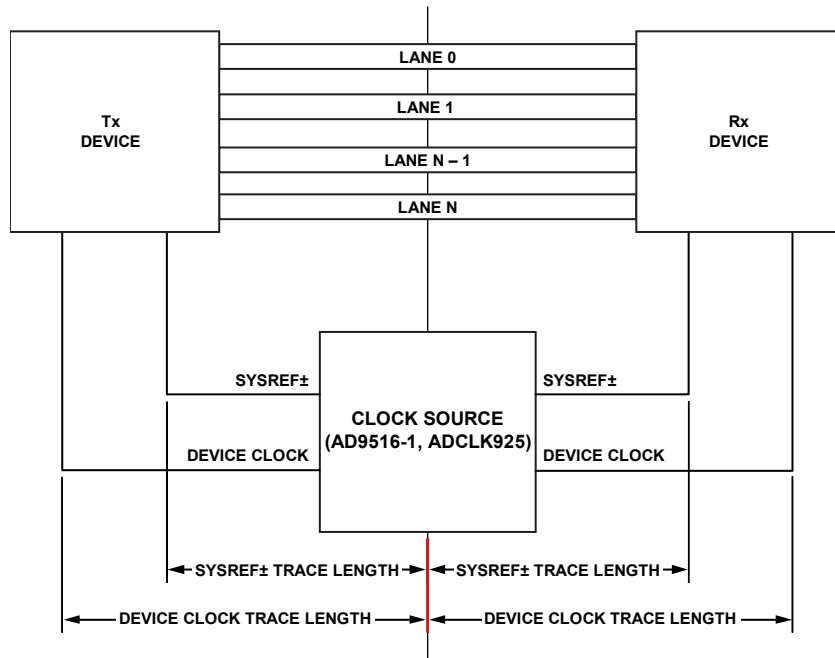 LANE 0
LANE 1
LANE N – 1
LANE N
Tx
DEVICE
Rx
DEVICE
SYSREF±
SYSREF±
CLOCK SOURCE
(AD9516-1, ADCLK925)
DEVICE CLOCK
DEVICE CLOCK
SYSREF± TRACE LENGTH
SYSREF± TRACE LENGTH
DEVICE CLOCK TRACE LENGTH
DEVICE CLOCK TRACE LENGTH